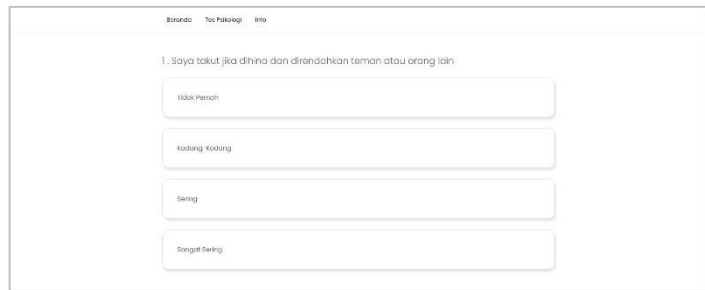 Beranda Tes Psikologi Info
1 . Saya takut jika dihina dan direndahkan teman atau orang lain
Tidak Pernah
Kadang-Kadang
Sering
Sangat Sering